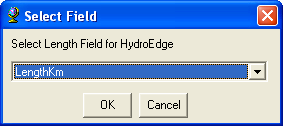 Select Field
Select Length Field for HydroEdge
LengthKm
OK
Cancel